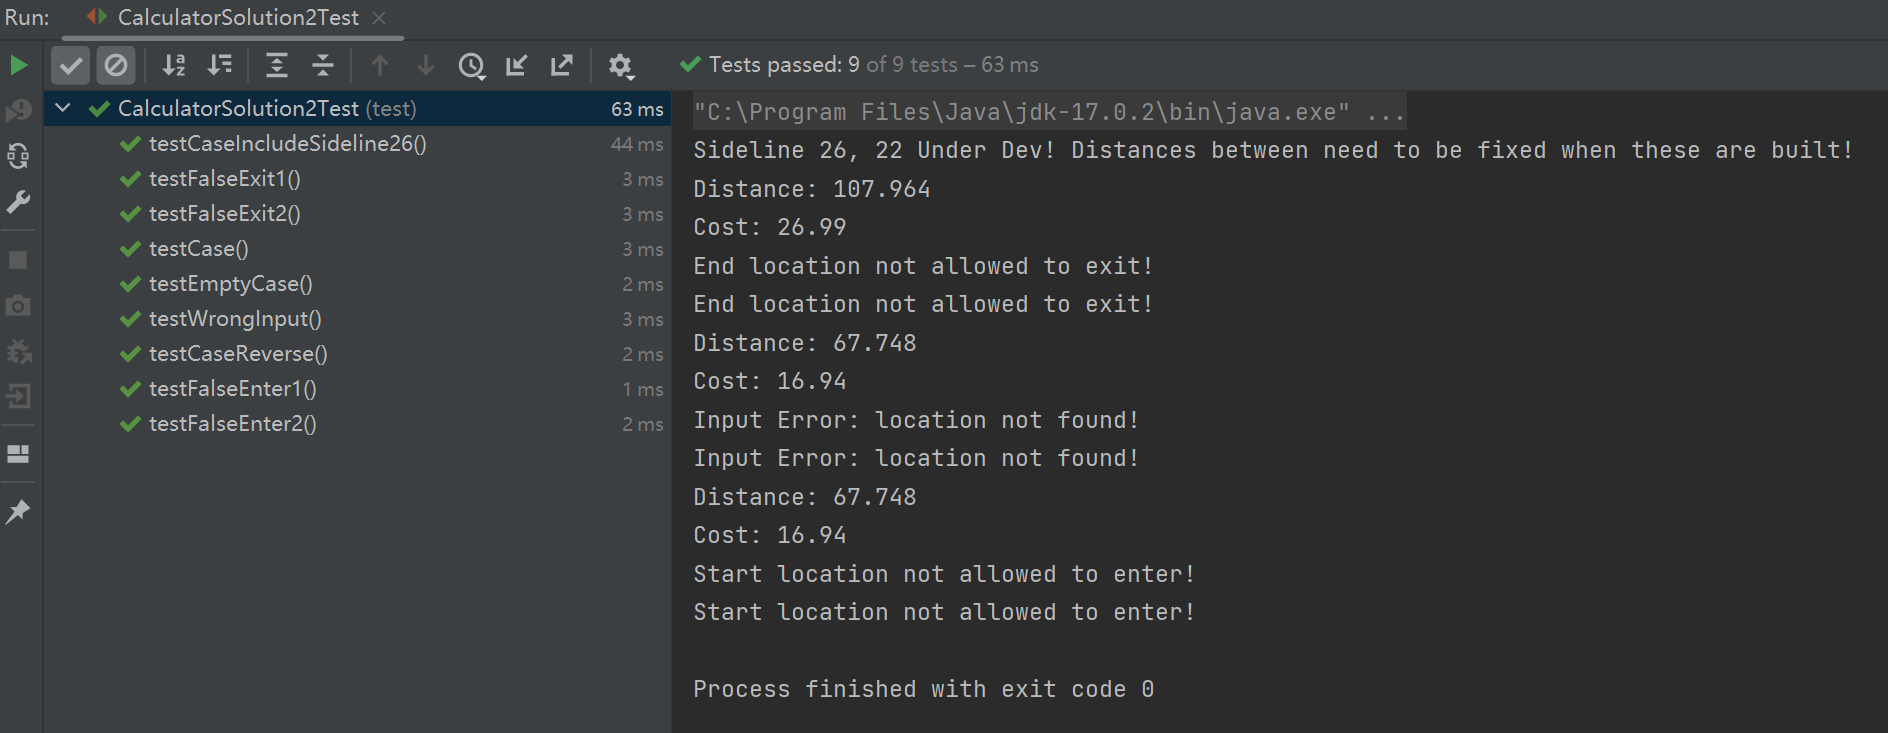 Run: CalculatorSolution2Test
Tests passed: 9 of 9 tests – 63 ms
CalculatorSolution2Test (test) 63 ms
testCaseIncludeSideline26() 44 ms
testFalseExit1() 3 ms
testFalseExit2() 3 ms
testCase() 3 ms
testEmptyCase() 2 ms
testWrongInput() 3 ms
testCaseReverse() 2 ms
testFalseEnter1() 1 ms
testFalseEnter2() 2 ms
"C:\Program Files\Java\jdk-17.0.2\bin\java.exe" ...
Sideline 26, 22 Under Dev! Distances between need to be fixed when these are built!
Distance: 107.964
Cost: 26.99
End location not allowed to exit!
End location not allowed to exit!
Distance: 67.748
Cost: 16.94
Input Error: location not found!
Input Error: location not found!
Distance: 67.748
Cost: 16.94
Start location not allowed to enter!
Start location not allowed to enter!
Process finished with exit code 0